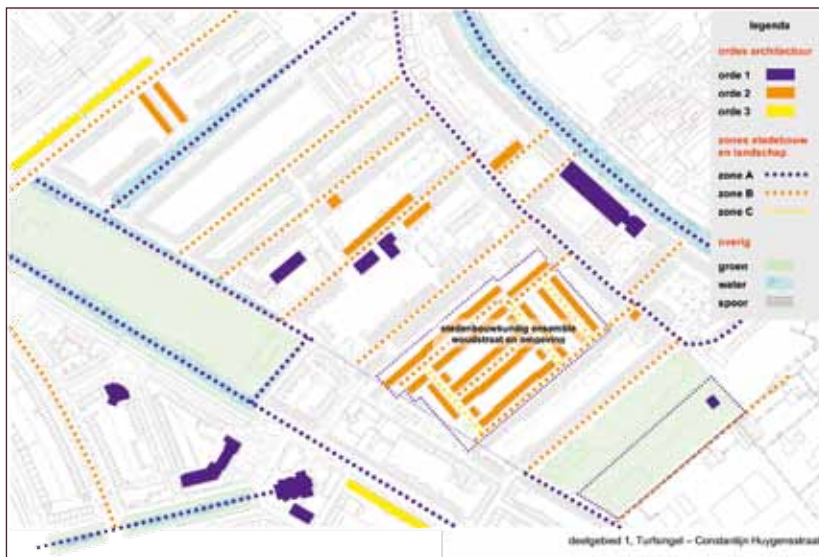 legenda
ordes architectuur
orde 1
orde 2
orde 3
zones stedebouw
en landschap
zone A
zone B
zone C
overig
groen
water
spoor
stedenbouwkundig ensemble
woudstraat en omgeving
deelgebied 1, Turfsingel – Constantijn Huygensstraat